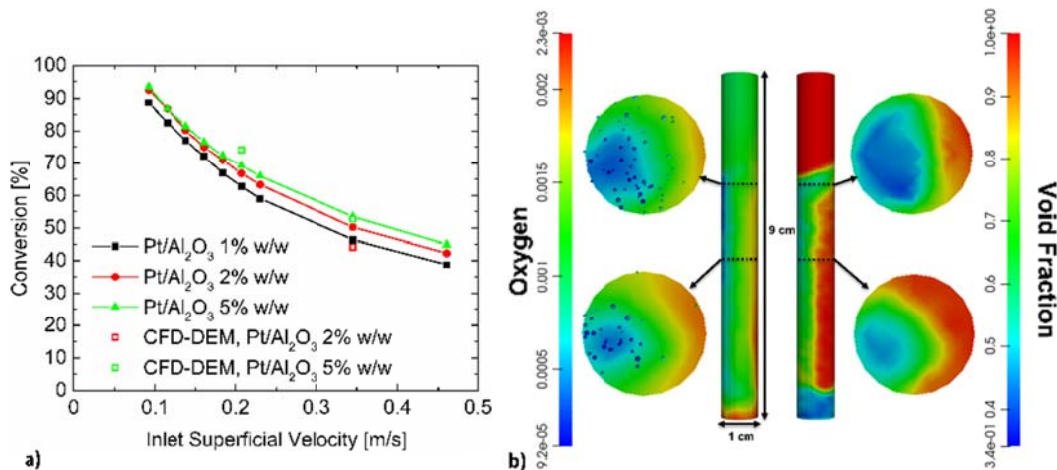 100
90
80
70
60
50
40
30
20
10
0
Conversion [%]
Pt/Al2O3 1% w/w
Pt/Al2O3 2% w/w
Pt/Al2O3 5% w/w
CFD-DEM, Pt/Al2O3 2% w/w
CFD-DEM, Pt/Al2O3 5% w/w
0 0.1 0.2 0.3 0.4 0.5
Inlet Superficial Velocity [m/s]
a)
2.3e-03
0.002
0.0015
0.001
0.0005
9.2e-05
Oxygen
9 cm
1 cm
1.0e+00
0.9
0.8
0.7
0.6
0.5
0.4
3.4e-01
Void Fraction
b)